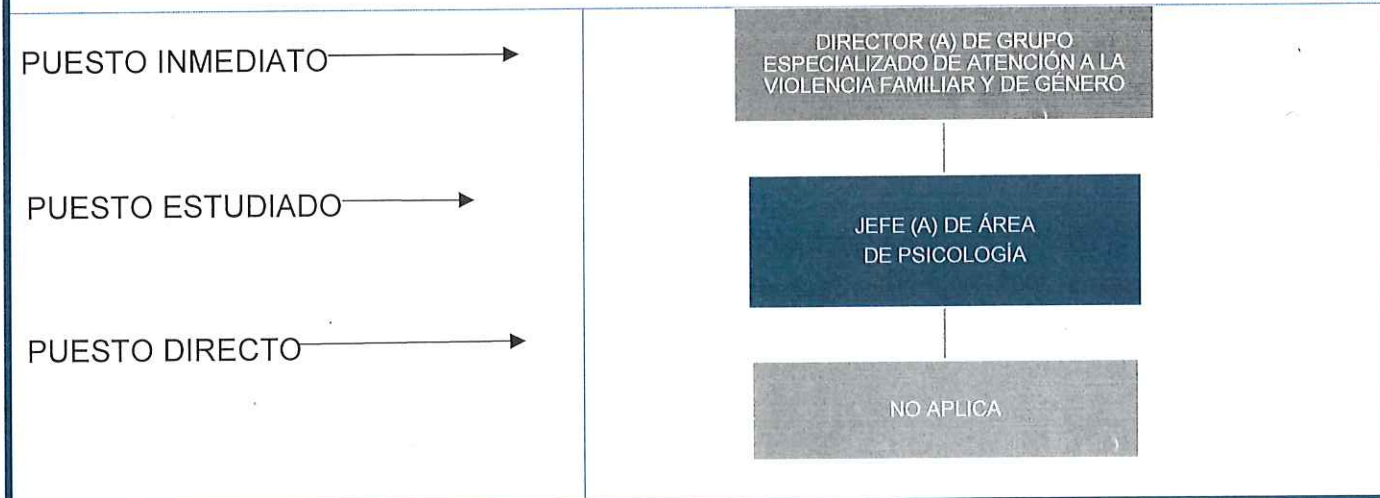 PUESTO INMEDIATO
DIRECTOR (A) DE GRUPO
ESPECIALIZADO DE ATENCIÓN A LA
VIOLENCIA FAMILIAR Y DE GÉNERO
PUESTO ESTUDIADO
JEFE (A) DE ÁREA
DE PSICOLOGÍA
PUESTO DIRECTO
NO APLICA